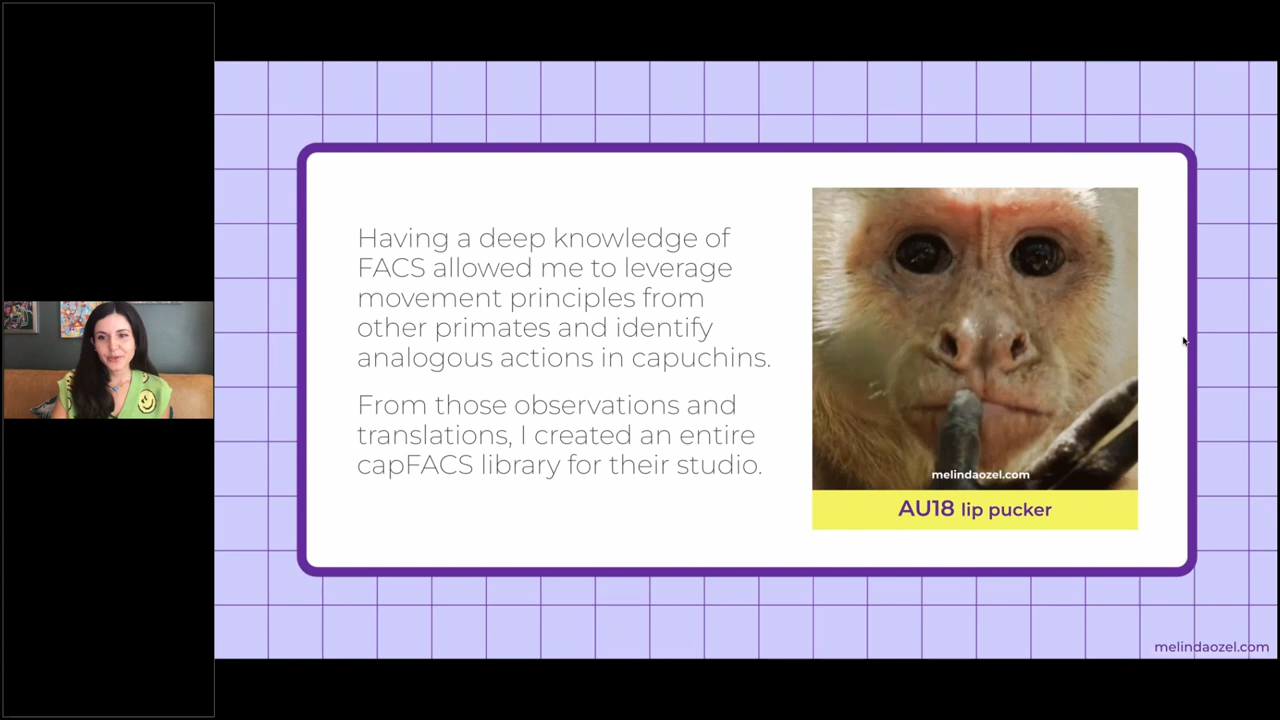 Having a deep knowledge of
FACS allowed me to leverage
movement principles from
other primates and identify
analogous actions in capuchins.
From those observations and
translations, I created an entire
capFACS library for their studio.
melindaozel.com
AU18 lip pucker
melindaozel.com